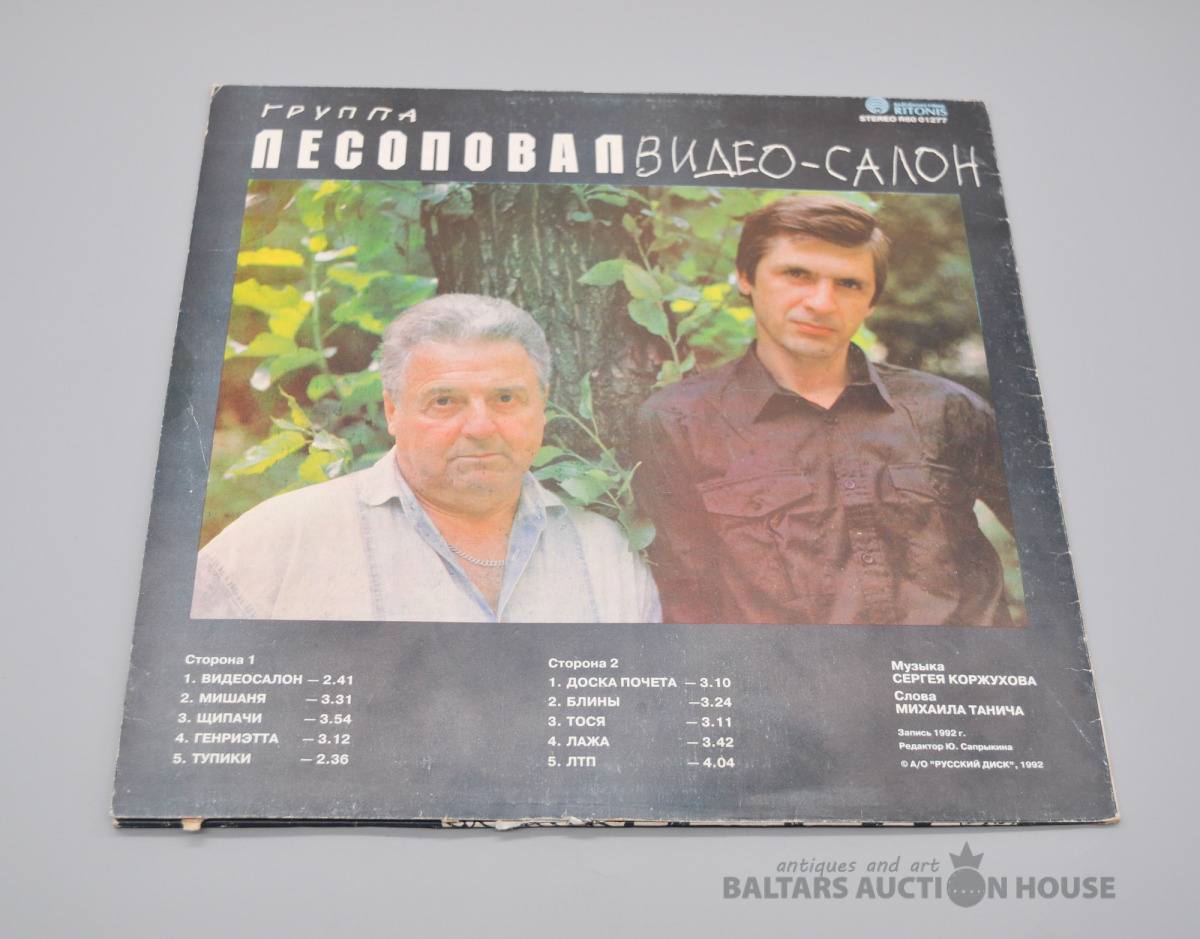 ГРУППА
ЛЕСОПОВАЛ ВИДЕО-САЛОН
RITONIS
STEREO R60 01277
Сторона 1
1. ВИДЕОСАЛОН — 2.41
2. МИШАНЯ — 3.31
3. ЩИПАЧИ — 3.54
4. ГЕНРИЭТТА — 3.12
5. ТУПИКИ — 2.36
Сторона 2
1. ДОСКА ПОЧЕТА — 3.10
2. БЛИНЫ — 3.24
3. ТОСЯ — 3.11
4. ЛАЖА — 3.42
5. ЛТП — 4.04
Музыка
СЕРГЕЯ КОРЖУХОВА
Слова
МИХАИЛА ТАНИЧА
Запись 1992 г.
Редактор Ю. Сапрыкина
© А/О "РУССКИЙ ДИСК", 1992
antiques and art
BALTARS AUCTION HOUSE